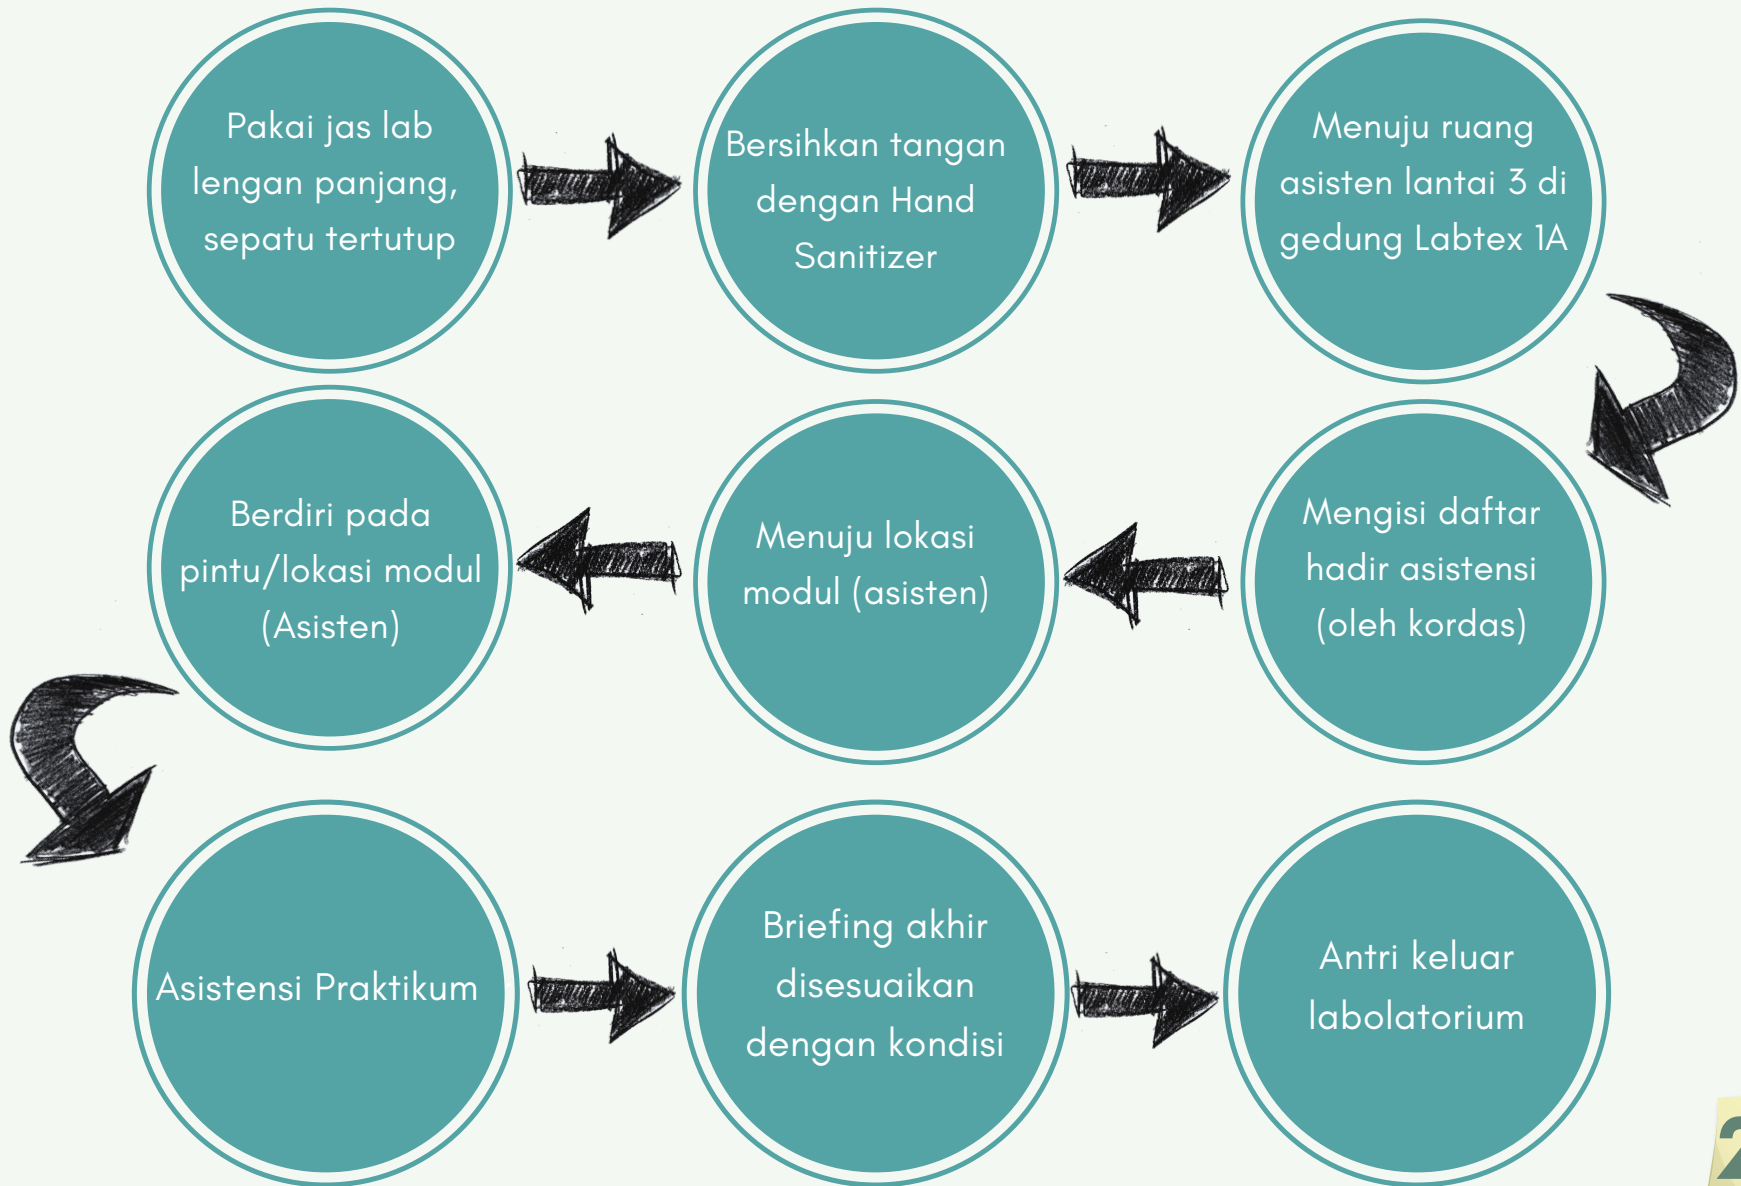 Pakai jas lab
lengan panjang,
sepatu tertutup
Bersihkan tangan
dengan Hand
Sanitizer
Menuju ruang
asisten lantai 3 di
gedung Labtex 1A
Mengisi daftar
hadir asistensi
(oleh kordas)
Menuju lokasi
modul (asisten)
Berdiri pada
pintu/lokasi modul
(Asisten)
Asistensi Praktikum
Briefing akhir
disesuaikan
dengan kondisi
Antri keluar
labolatorium